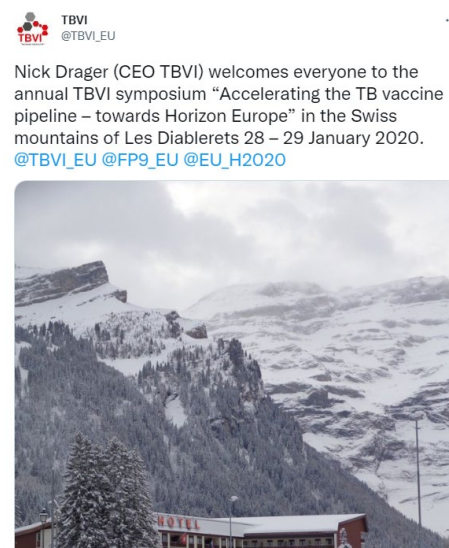 TBVI
TBVI
@TBVI_EU
Nick Drager (CEO TBVI) welcomes everyone to the
annual TBVI symposium “Accelerating the TB vaccine
pipeline – towards Horizon Europe” in the Swiss
mountains of Les Diablerets 28 – 29 January 2020.
@TBVI_EU @FP9_EU @EU_H2020
HOTEL